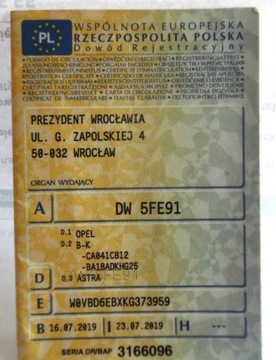 PL
WSPÓLNOTA EUROPEJSKA
RZECZPOSPOLITA POLSKA
Dowód Rejestracyjny
PREZYDENT WROCŁAWIA
UL. G. ZAPOLSKIEJ 4
50-032 WROCŁAW
ORGAN WYDAJĄCY
A DW 5FE91
D.1 OPEL
D.2 B-K
-CA041CB12
-BA1BADKHG25
D D.3 ASTRA
E W0VBD6EBXKG373959
B 16.07.2019 I 23.07.2019 H ---
SERIA DR/BAP 3166096